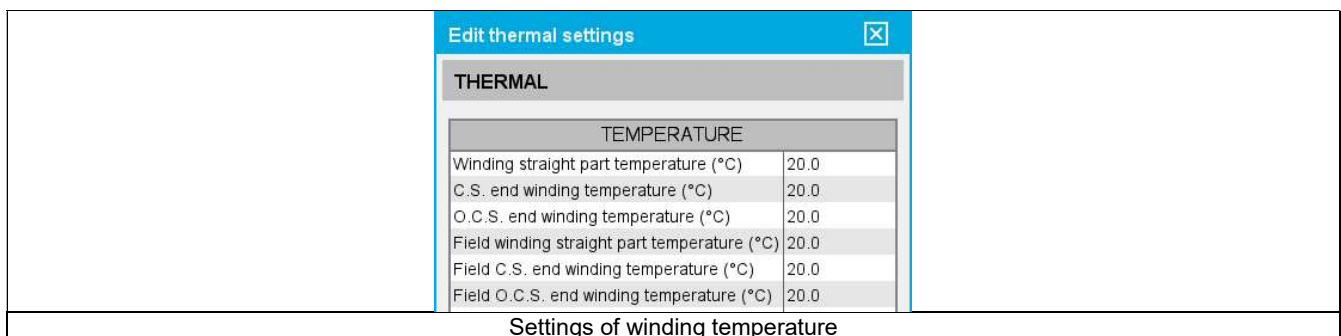 Edit thermal settings
THERMAL
TEMPERATURE
Winding straight part temperature (°C) 20.0
C.S. end winding temperature (°C) 20.0
O.C.S. end winding temperature (°C) 20.0
Field winding straight part temperature (°C) 20.0
Field C.S. end winding temperature (°C) 20.0
Field O.C.S. end winding temperature (°C) 20.0
Settings of winding temperature